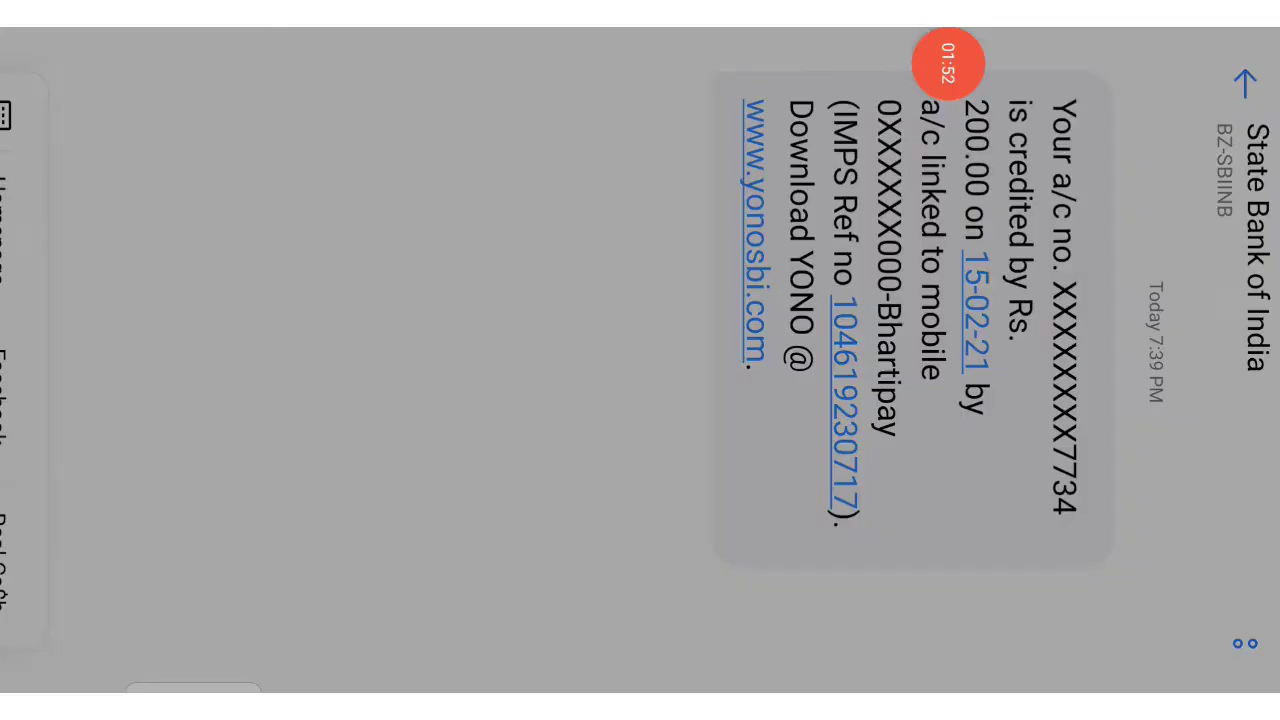 State Bank of India
BZ-SBIINB
Today 7:39 PM
01:52
Your a/c no. XXXXXXXX7734
is credited by Rs.
200.00 on 15-02-21 by
a/c linked to mobile
0XXXXXX000-Bhartipay
(IMPS Ref no 104619230717).
Download YONO @
www.yonosbi.com.